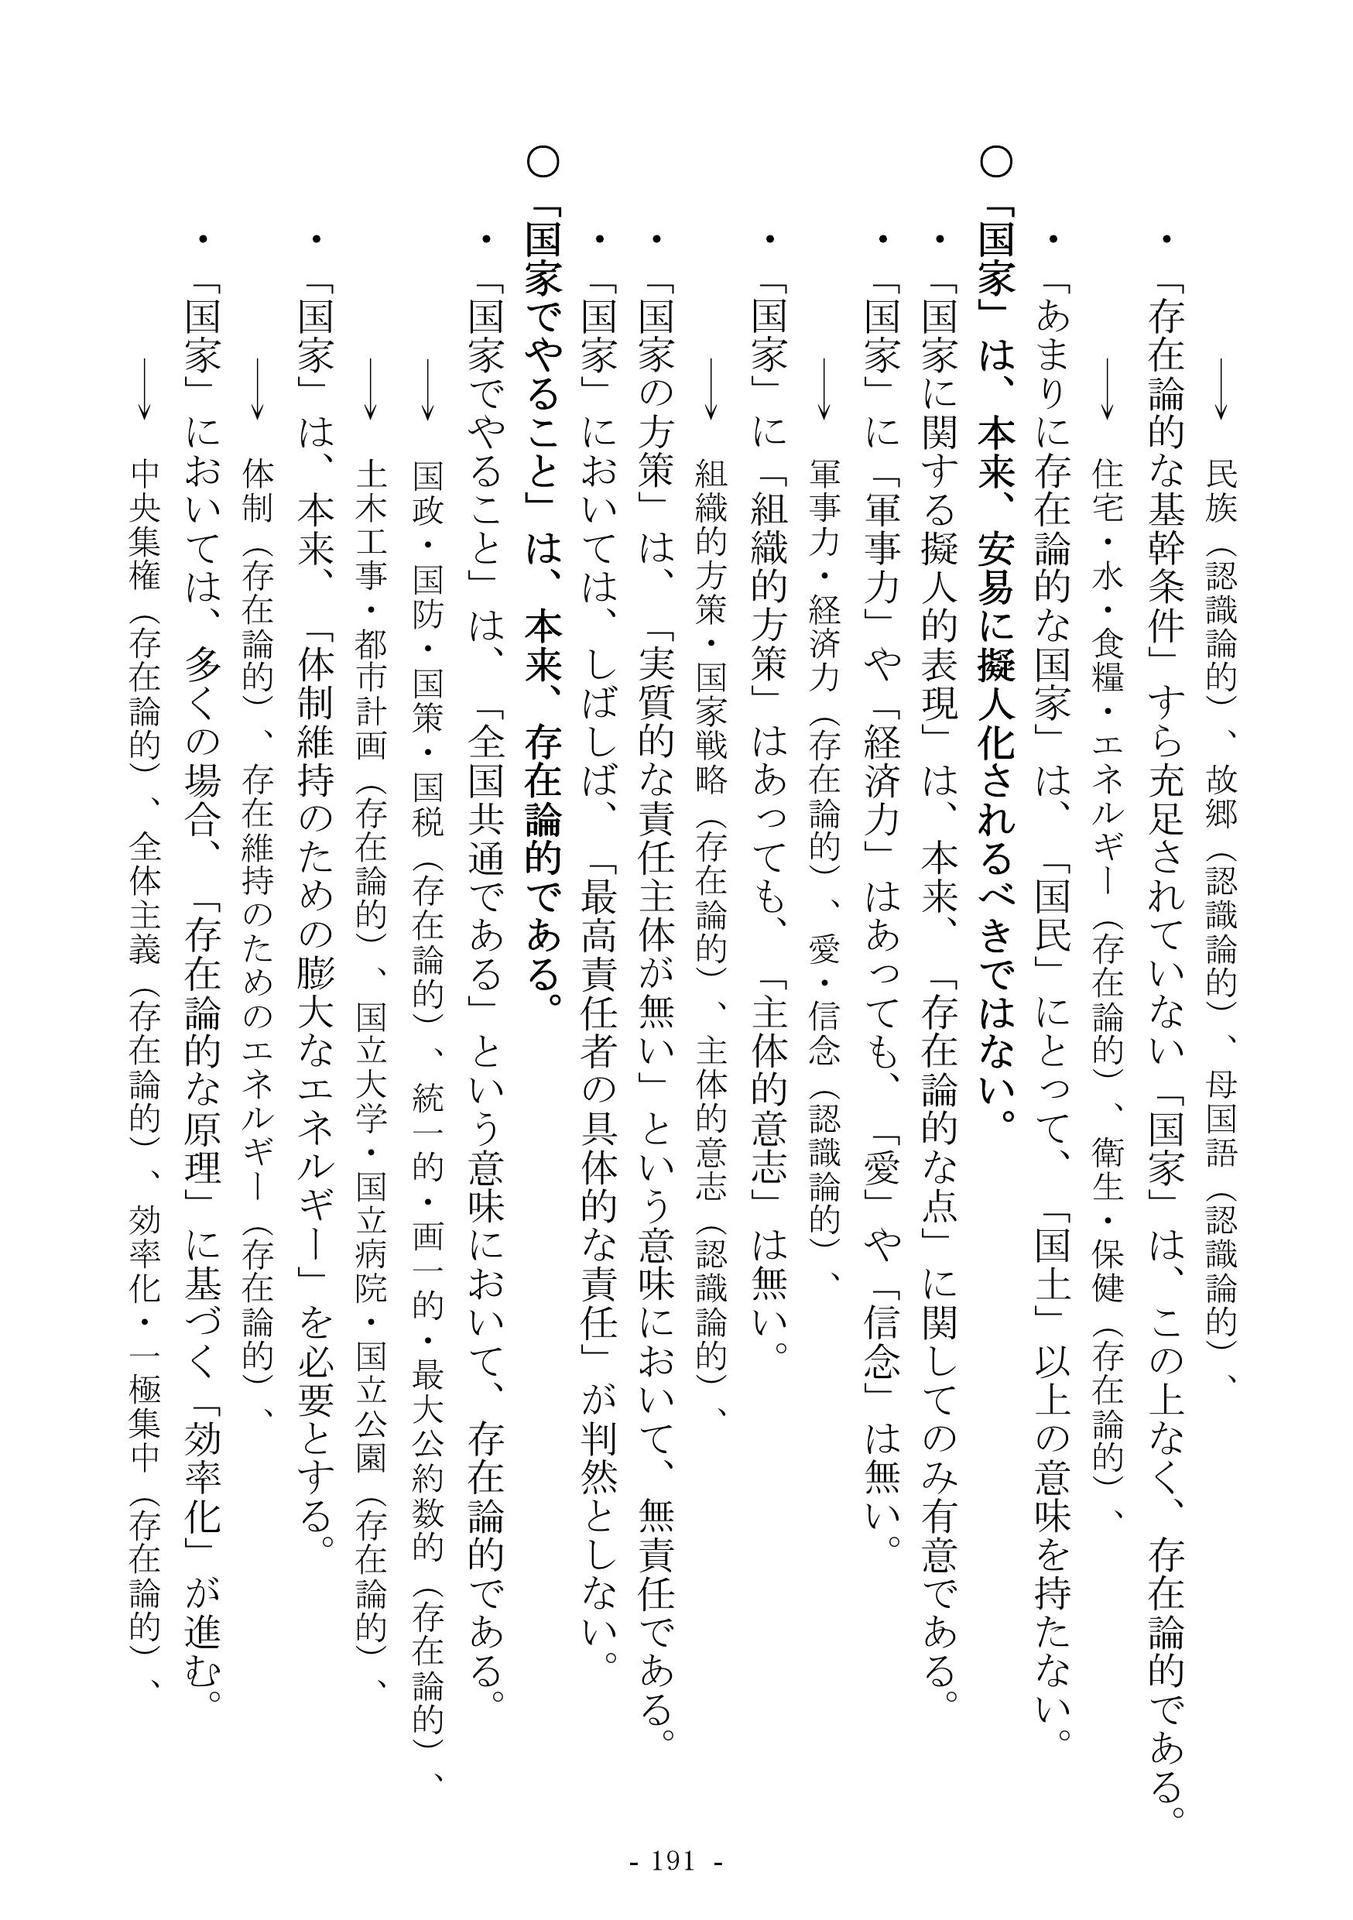 ↓ 民族（認識論的）、故郷（認識論的）、母国語（認識論的）、
・「存在論的な基幹条件」すら充足されていない「国家」は、この上なく、存在論的である。
↓ 住宅・水・食糧・エネルギー（存在論的）、衛生・保健（存在論的）、
・「あまりに存在論的な国家」は、「国民」にとって、「国土」以上の意味を持たない。
○「国家」は、本来、安易に擬人化されるべきではない。
・「国家に関する擬人的表現」は、本来、「存在論的な点」に関してのみ有意である。
・「国家」に「軍事力」や「経済力」はあっても、「愛」や「信念」は無い。
↓ 軍事力・経済力（存在論的）、愛・信念（認識論的）、
・「国家」に「組織的方策」はあっても、「主体的意志」は無い。
↓ 組織的方策・国家戦略（存在論的）、主体的意志（認識論的）、
・「国家の方策」は、「実質的な責任主体が無い」という意味において、無責任である。
・「国家」においては、しばしば、「最高責任者の具体的な責任」が判然としない。
○「国家でやること」は、本来、存在論的である。
・「国家でやること」は、「全国共通である」という意味において、存在論的である。
↓ 国政・国防・国策・国税（存在論的）、統一的・画一的・最大公約数的（存在論的）、
↓ 土木工事・都市計画（存在論的）、国立大学・国立病院・国立公園（存在論的）、
・「国家」は、本来、「体制維持のための膨大なエネルギー」を必要とする。
↓ 体制（存在論的）、存在維持のためのエネルギー（存在論的）、
・「国家」においては、多くの場合、「存在論的な原理」に基づく「効率化」が進む。
↓ 中央集権（存在論的）、全体主義（存在論的）、効率化・一極集中（存在論的）、
- 191 -